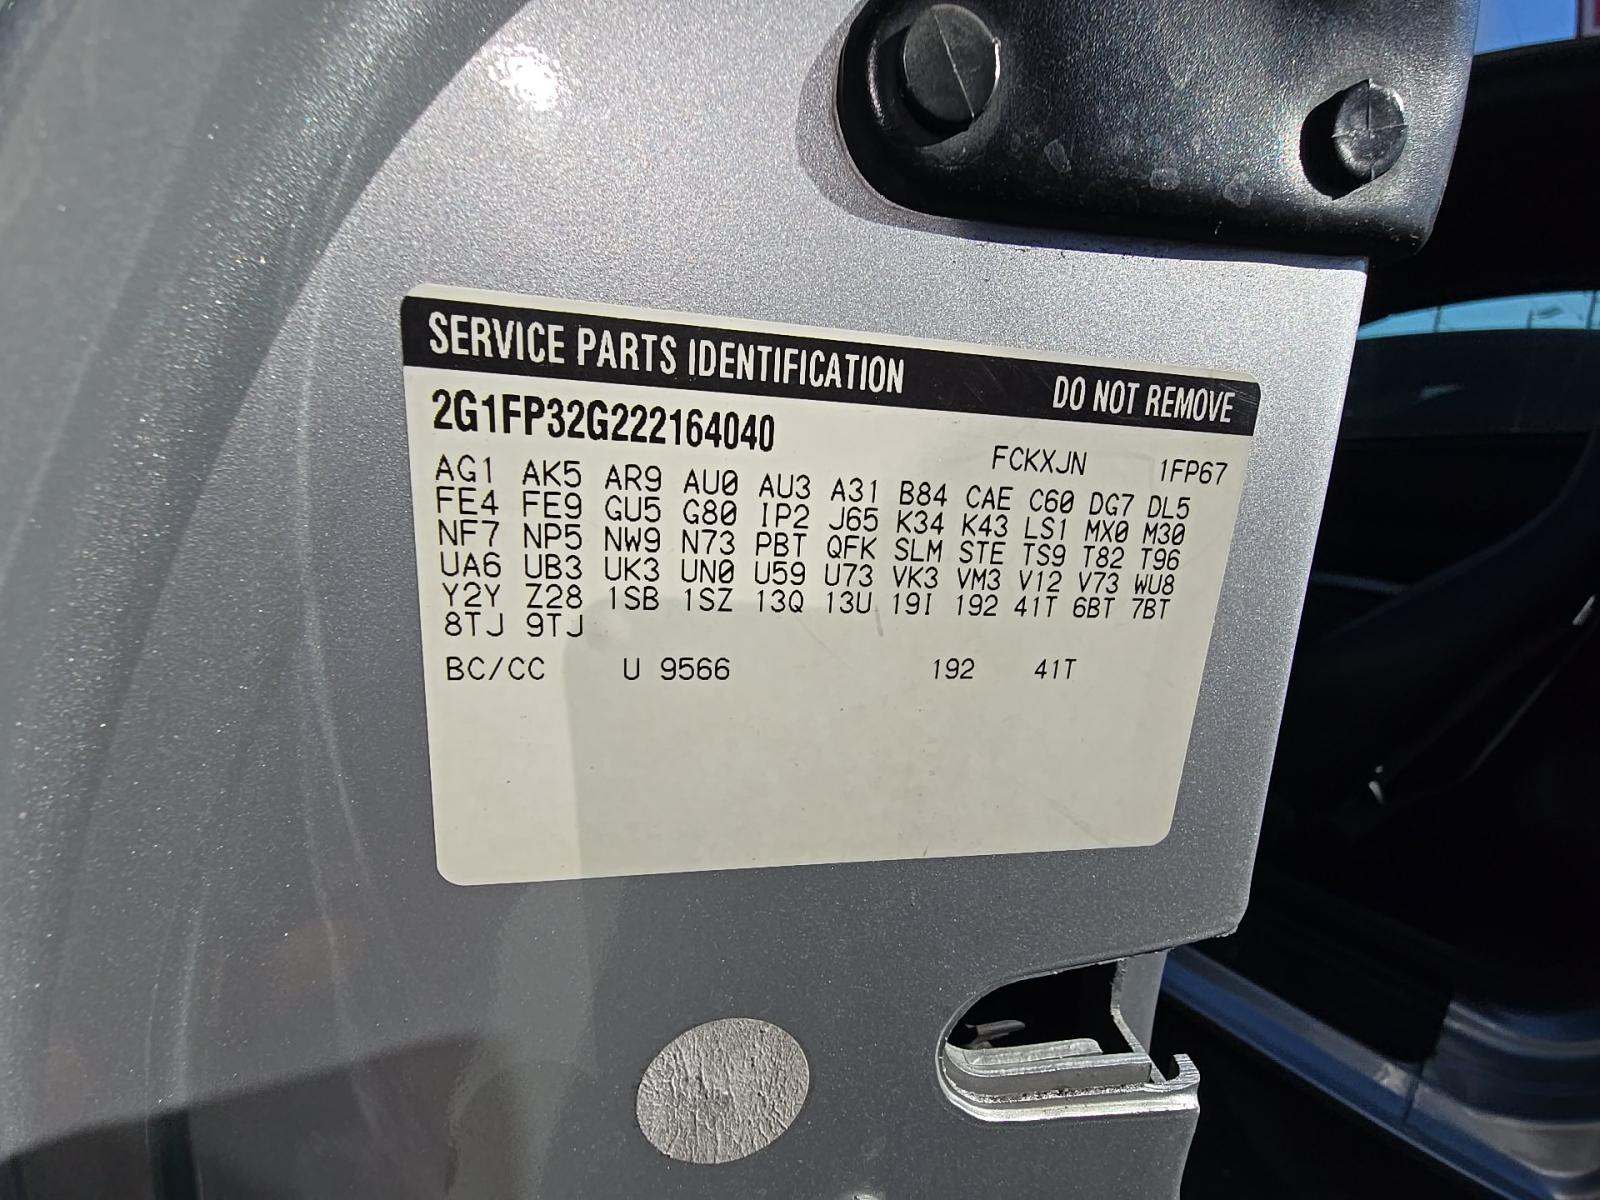 SERVICE PARTS IDENTIFICATION DO NOT REMOVE
2G1FP32G222164040
FCKXJN 1FP67
AG1 AK5 AR9 AU0 AU3 A31 B84 CAE C60 DG7 DL5
FE4 FE9 GU5 G80 IP2 J65 K34 K43 LS1 MX0 M30
NF7 NP5 NW9 N73 PBT QFK SLM STE TS9 T82 T96
UA6 UB3 UK3 UN0 U59 U73 VK3 VM3 V12 V73 WU8
Y2Y Z28 1SB 1SZ 13Q 13U 19I 192 41T 6BT 7BT
8TJ 9TJ
BC/CC U 9566 192 41T